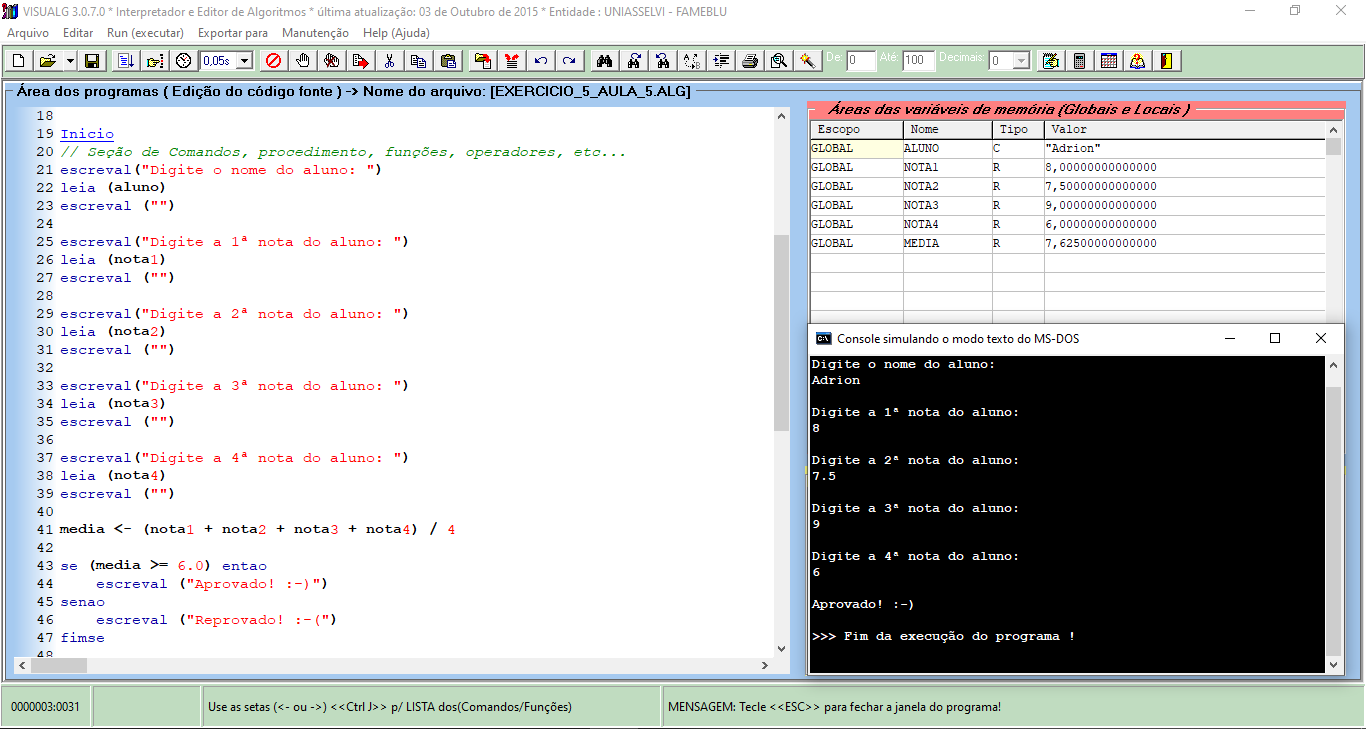 VISUALG 3.0.7.0 * Interpretador e Editor de Algoritmos * última atualização: 03 de Outubro de 2015 * Entidade : UNIASSELVI - FAMEBLU
Arquivo Editar Run (executar) Exportar para Manutenção Help (Ajuda)
0,05s De: 0 Até: 100 Decimais: 0
Área dos programas ( Edição do código fonte ) -> Nome do arquivo: [EXERCICIO_5_AULA_5.ALG]
18
19 Inicio
20 // Seção de Comandos, procedimento, funções, operadores, etc...
21 escreval("Digite o nome do aluno: ")
22 leia (aluno)
23 escreval ("")
24
25 escreval("Digite a 1ª nota do aluno: ")
26 leia (nota1)
27 escreval ("")
28
29 escreval("Digite a 2ª nota do aluno: ")
30 leia (nota2)
31 escreval ("")
32
33 escreval("Digite a 3ª nota do aluno: ")
34 leia (nota3)
35 escreval ("")
36
37 escreval("Digite a 4ª nota do aluno: ")
38 leia (nota4)
39 escreval ("")
40
41 media <- (nota1 + nota2 + nota3 + nota4) / 4
42
43 se (media >= 6.0) entao
44 escreval ("Aprovado! :-)")
45 senao
46 escreval ("Reprovado! :-(")
47 fimse
48
Áreas das variáveis de memória (Globais e Locais )
Escopo Nome Tipo Valor
GLOBAL ALUNO C "Adrion"
GLOBAL NOTA1 R 8,00000000000000
GLOBAL NOTA2 R 7,50000000000000
GLOBAL NOTA3 R 9,00000000000000
GLOBAL NOTA4 R 6,00000000000000
GLOBAL MEDIA R 7,62500000000000
C:\ Console simulando o modo texto do MS-DOS
Digite o nome do aluno:
Adrion
Digite a 1ª nota do aluno:
8
Digite a 2ª nota do aluno:
7.5
Digite a 3ª nota do aluno:
9
Digite a 4ª nota do aluno:
6
Aprovado! :-)
>>> Fim da execução do programa !
0000003:0031
Use as setas (<- ou ->) <<Ctrl J>> p/ LISTA dos(Comandos/Funções)
MENSAGEM: Tecle <<ESC>> para fechar a janela do programa!